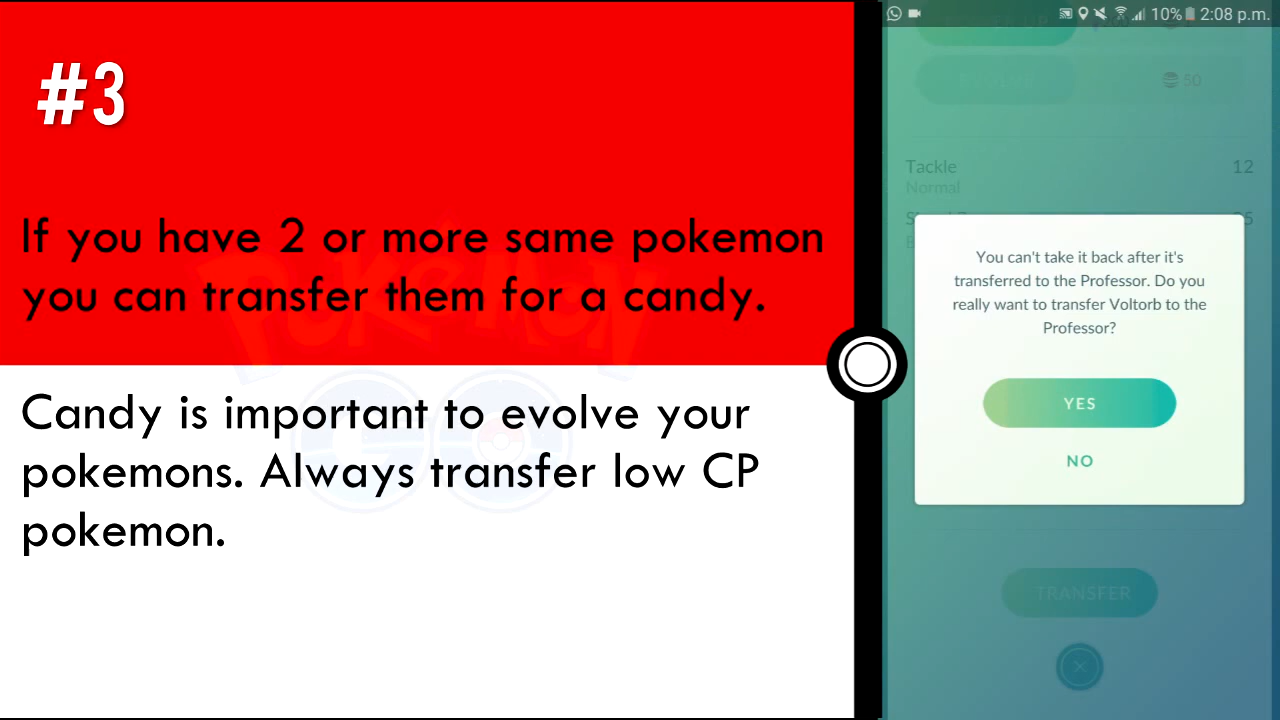 #3
If you have 2 or more same pokemon
you can transfer them for a candy.
Candy is important to evolve your
pokemons. Always transfer low CP
pokemon.
10% 2:08 p.m.
EVOLVE 50
Tackle 12
Normal
You can't take it back after it's
transferred to the Professor. Do you
really want to transfer Voltorb to the
Professor?
YES
NO
TRANSFER